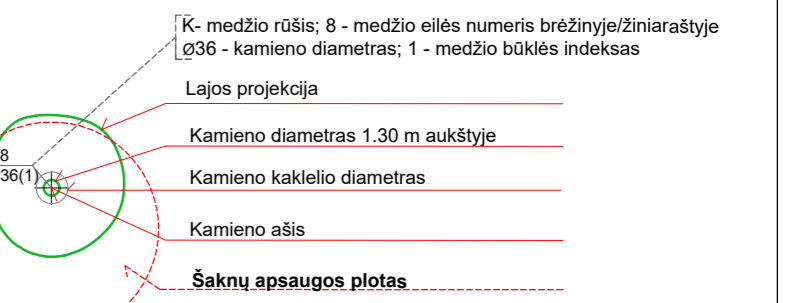 K- medžio rūšis; 8 - medžio eilės numeris brėžinyje/žiniaraštyje
Ø36 - kamieno diametras; 1 - medžio būklės indeksas
Lajos projekcija
Kamieno diametras 1.30 m aukštyje
8
36(1)
Kamieno kaklelio diametras
Kamieno ašis
Šaknų apsaugos plotas